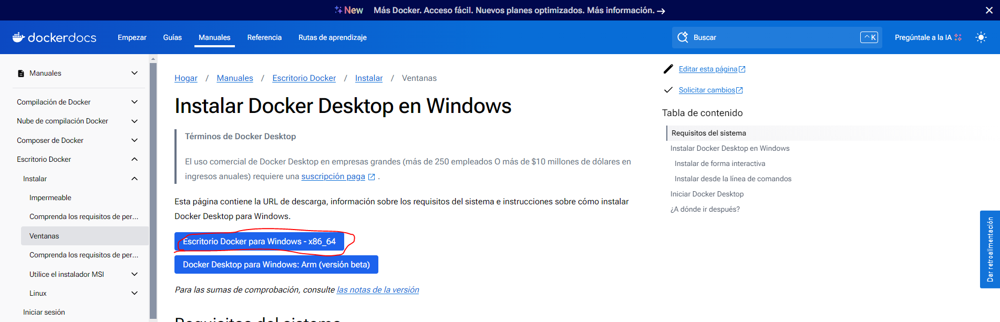 New Más Docker. Acceso fácil. Nuevos planes optimizados. Más información.
dockerdocs
Empezar
Guías
Manuales
Referencia
Rutas de aprendizaje
Buscar
^K
Pregúntale a la IA
Manuales
Compilación de Docker
Nube de compilación Docker
Composer de Docker
Escritorio Docker
Instalar
Impermeable
Comprenda los requisitos de per...
Ventanas
Comprenda los requisitos de per...
Utilice el instalador MSI
Linux
Iniciar sesión
Hogar / Manuales / Escritorio Docker / Instalar / Ventanas
Instalar Docker Desktop en Windows
Términos de Docker Desktop
El uso comercial de Docker Desktop en empresas grandes (más de 250 empleados O más de $10 millones de dólares en
ingresos anuales) requiere una suscripción paga .
Esta página contiene la URL de descarga, información sobre los requisitos del sistema e instrucciones sobre cómo instalar
Docker Desktop para Windows.
Escritorio Docker para Windows - x86_64
Docker Desktop para Windows: Arm (versión beta)
Para las sumas de comprobación, consulte las notas de la versión
Requisitos del sistema
Editar esta página
Solicitar cambios
Tabla de contenido
Requisitos del sistema
Instalar Docker Desktop en Windows
Instalar de forma interactiva
Instalar desde la línea de comandos
Iniciar Docker Desktop
¿A dónde ir después?
Dar retroalimentación